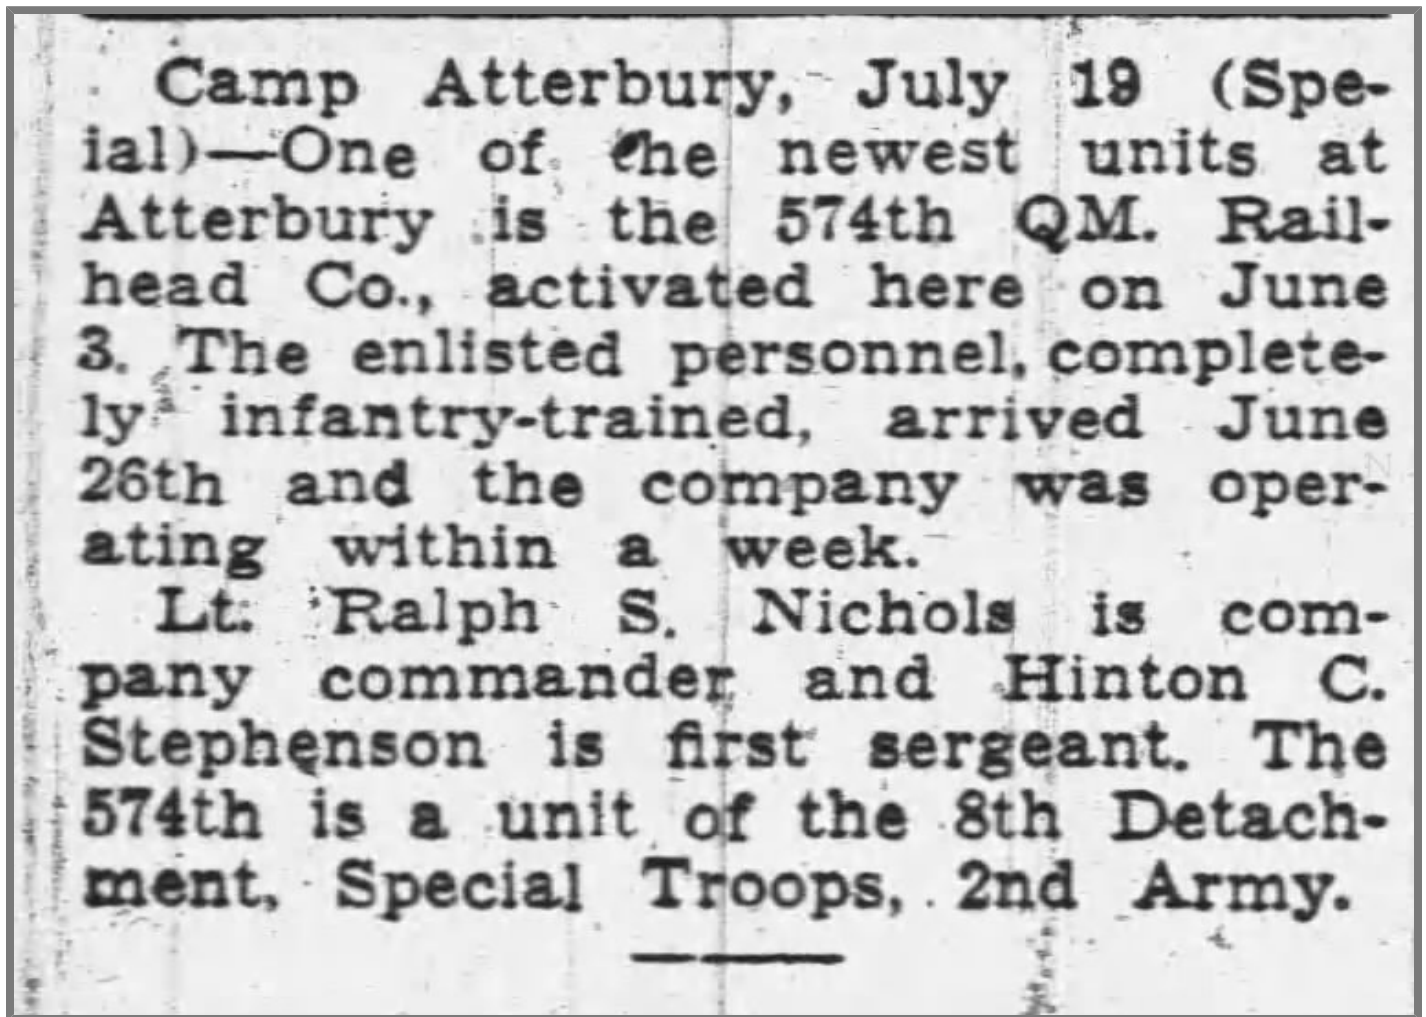 Camp Atterbury, July 19 (Spe-
ial)—One of the newest units at
Atterbury is the 574th QM. Rail-
head Co., activated here on June
3. The enlisted personnel, complete-
ly infantry-trained, arrived June
26th and the company was oper-
ating within a week.
Lt. Ralph S. Nichols is com-
pany commander and Hinton C.
Stephenson is first sergeant. The
574th is a unit of the 8th Detach-
ment, Special Troops, 2nd Army.